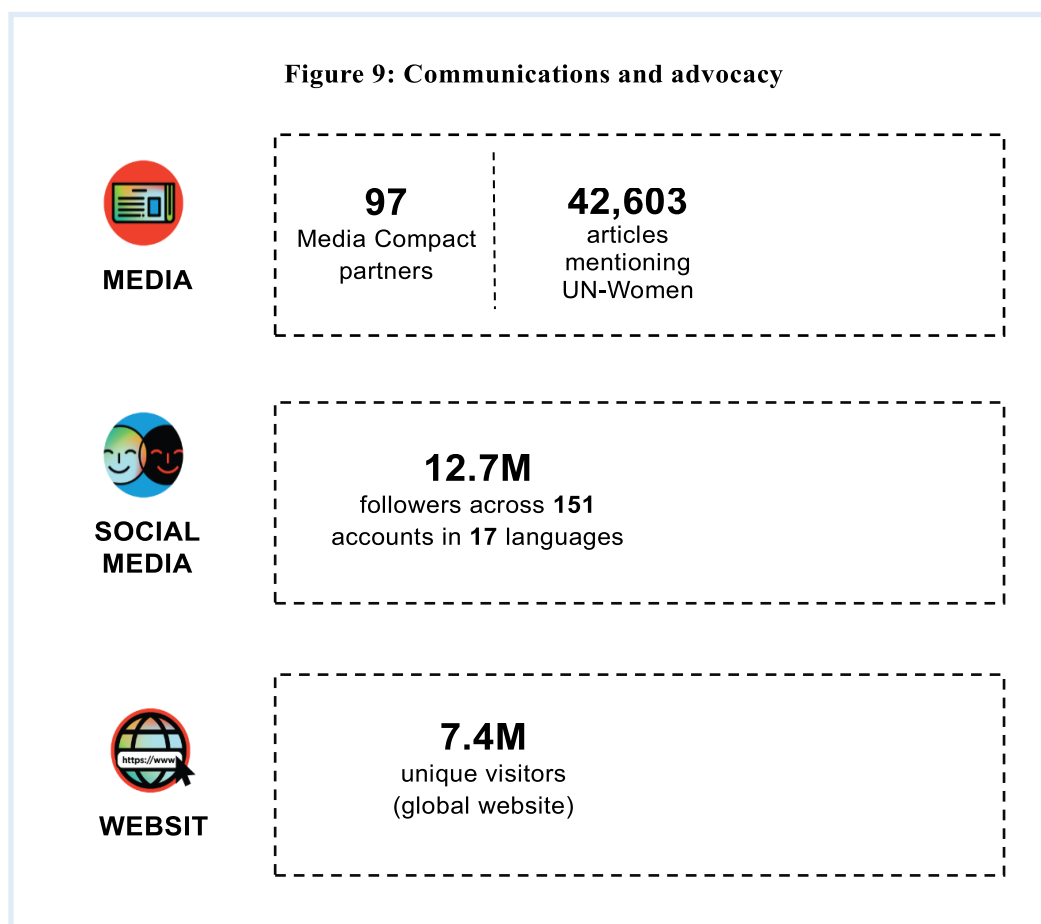 Figure 9: Communications and advocacy
MEDIA
97
Media Compact
partners
42,603
articles
mentioning
UN-Women
SOCIAL
MEDIA
12.7M
followers across 151
accounts in 17 languages
https://www
WEBSIT
7.4M
unique visitors
(global website)